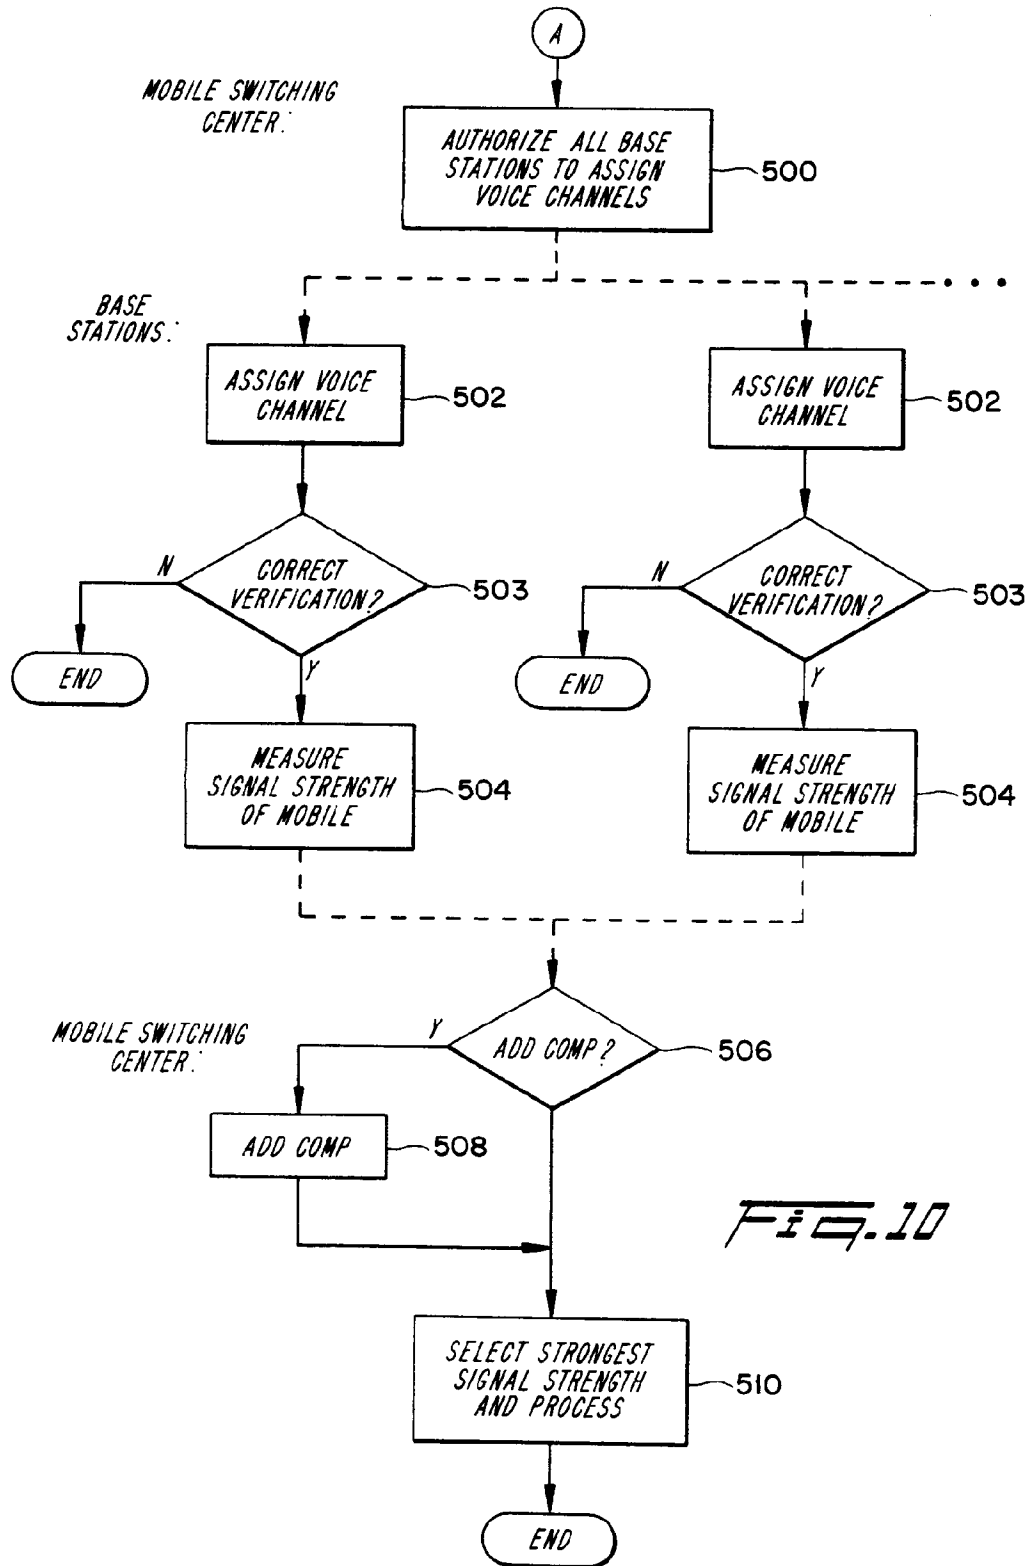 A
MOBILE SWITCHING
CENTER:
AUTHORIZE ALL BASE
STATIONS TO ASSIGN
VOICE CHANNELS
500
BASE
STATIONS:
ASSIGN VOICE
CHANNEL
502
ASSIGN VOICE
CHANNEL
502
N
CORRECT
VERIFICATION?
503
N
CORRECT
VERIFICATION?
503
END
Y
END
Y
MEASURE
SIGNAL STRENGTH
OF MOBILE
504
MEASURE
SIGNAL STRENGTH
OF MOBILE
504
MOBILE SWITCHING
CENTER:
Y
ADD COMP?
506
ADD COMP
508
Fig. 10
SELECT STRONGEST
SIGNAL STRENGTH
AND PROCESS
510
END